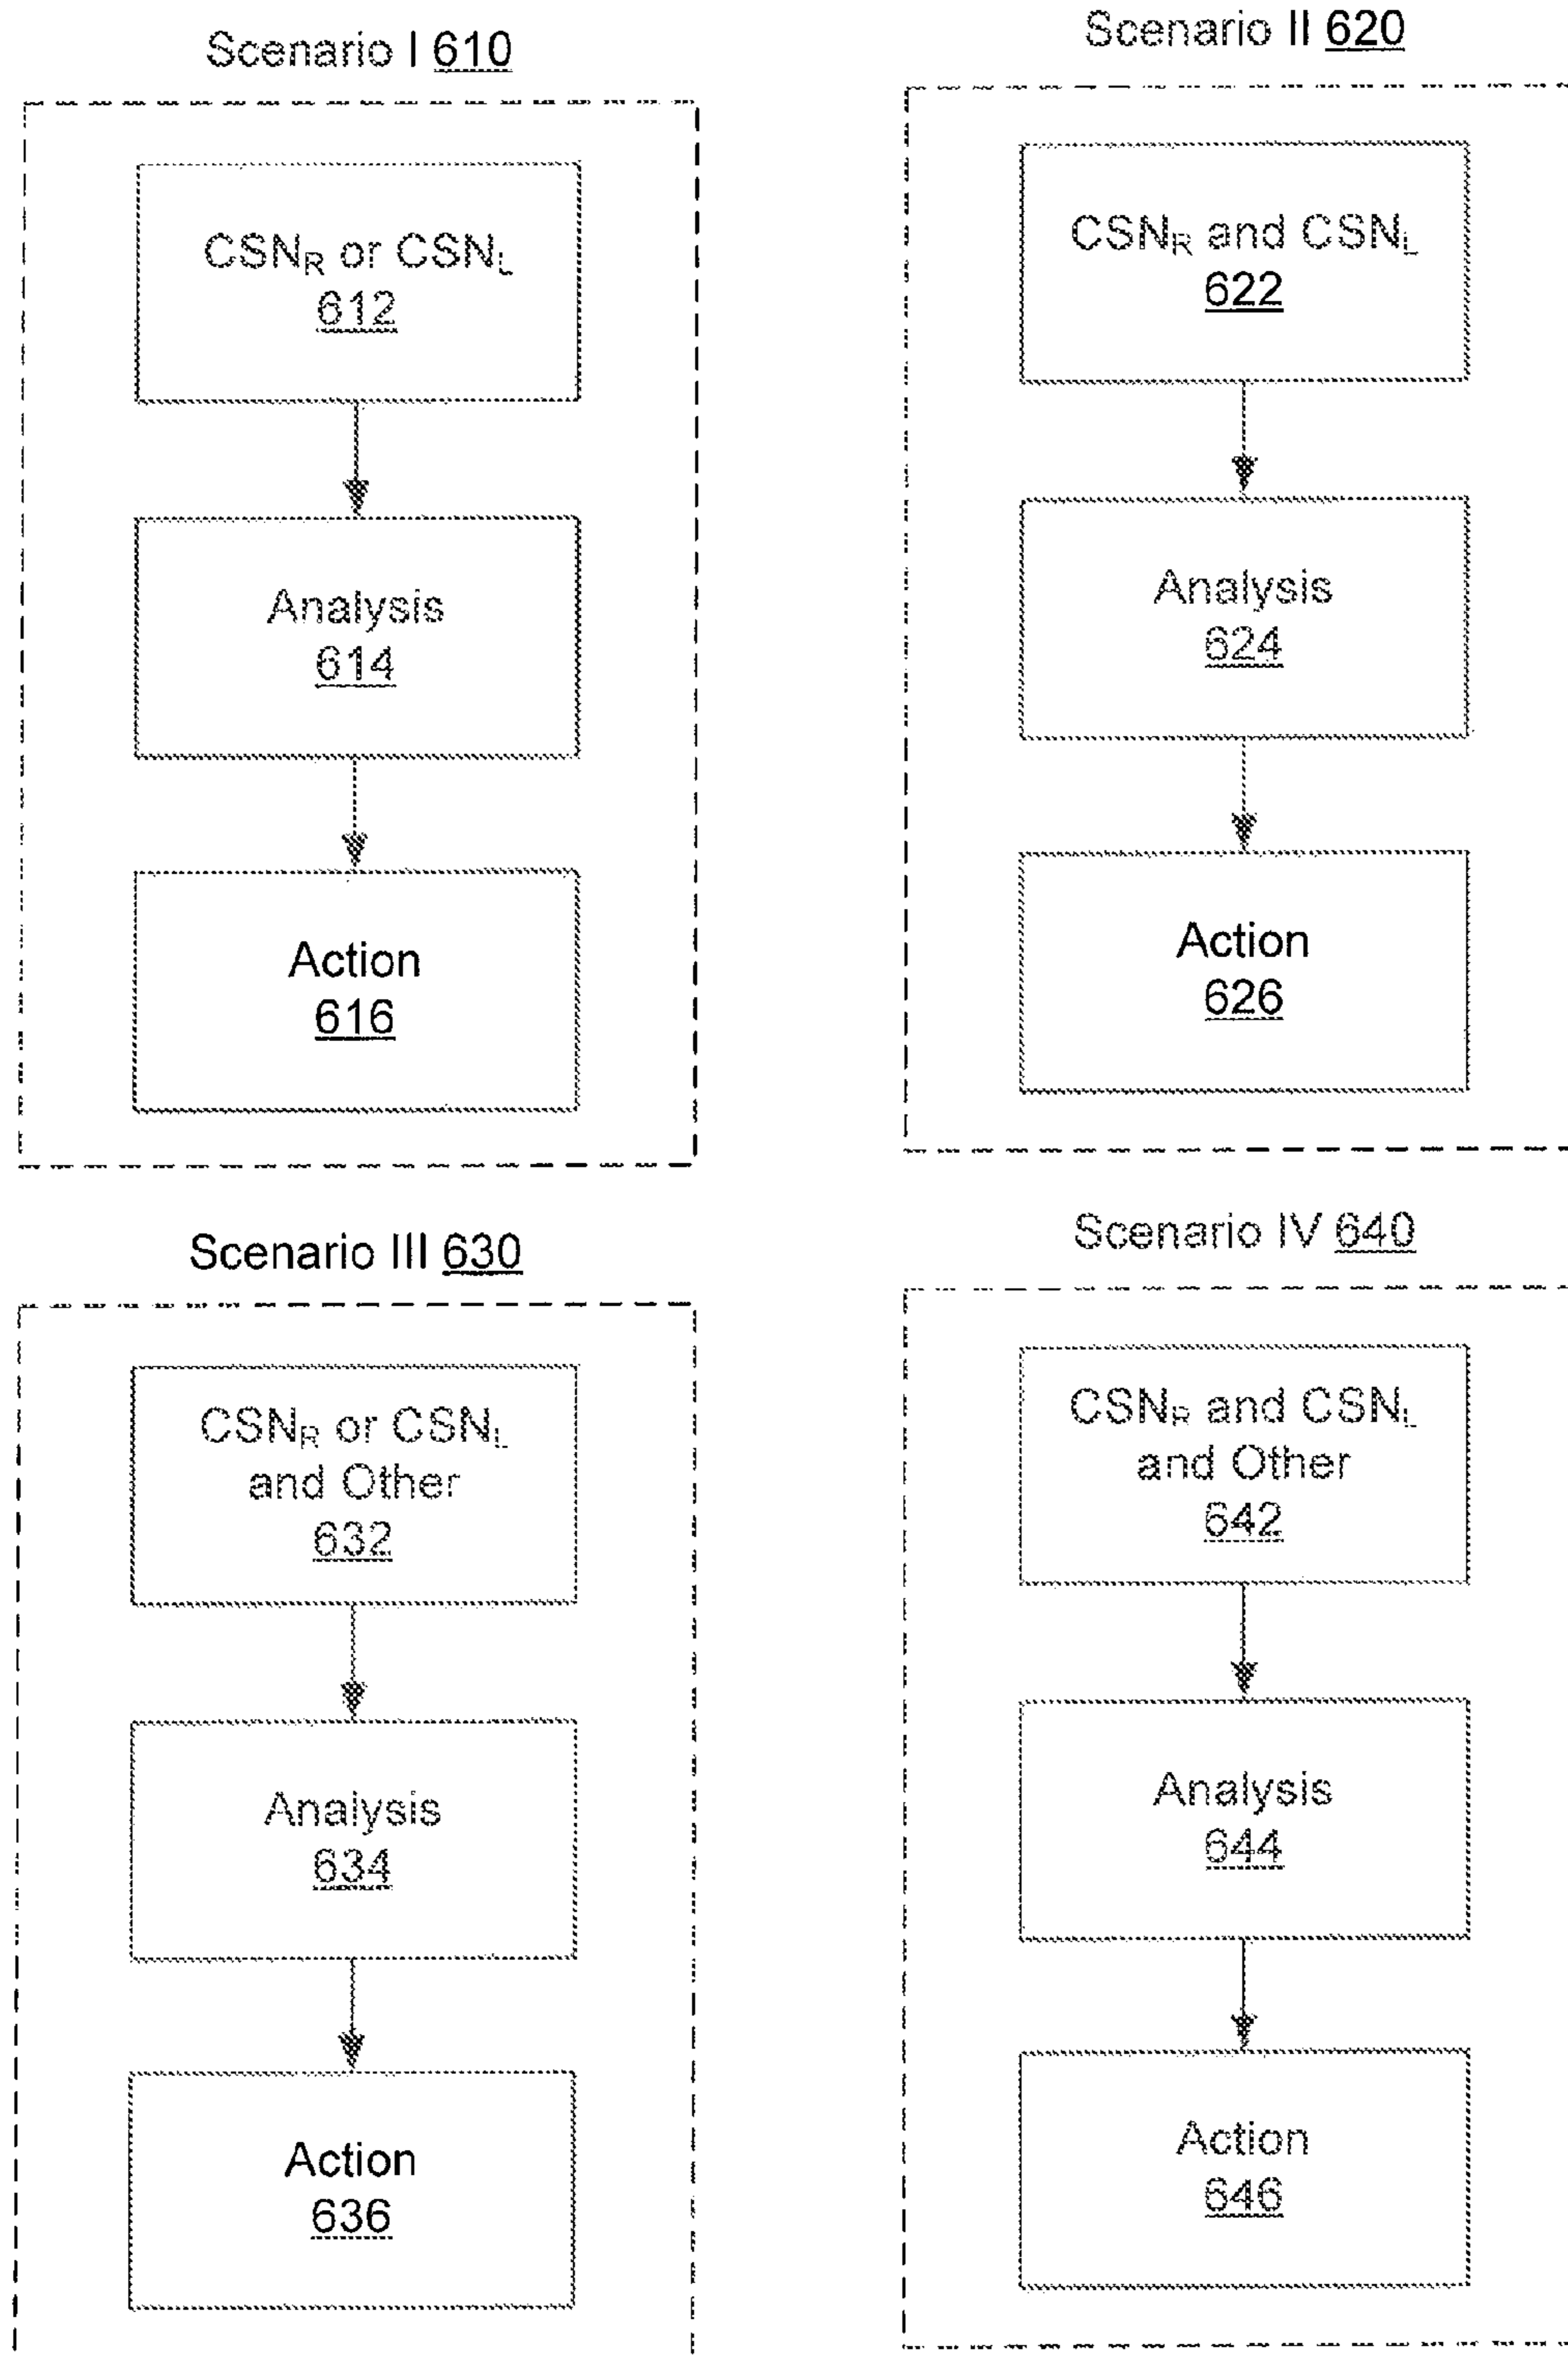 Scenario I 610
CSNR or CSNL
612
Analysis
614
Action
616
Scenario II 620
CSNR and CSNL
622
Analysis
624
Action
626
Scenario III 630
CSNR or CSNL
and Other
632
Analysis
634
Action
636
Scenario IV 640
CSNR and CSNL
and Other
642
Analysis
644
Action
646